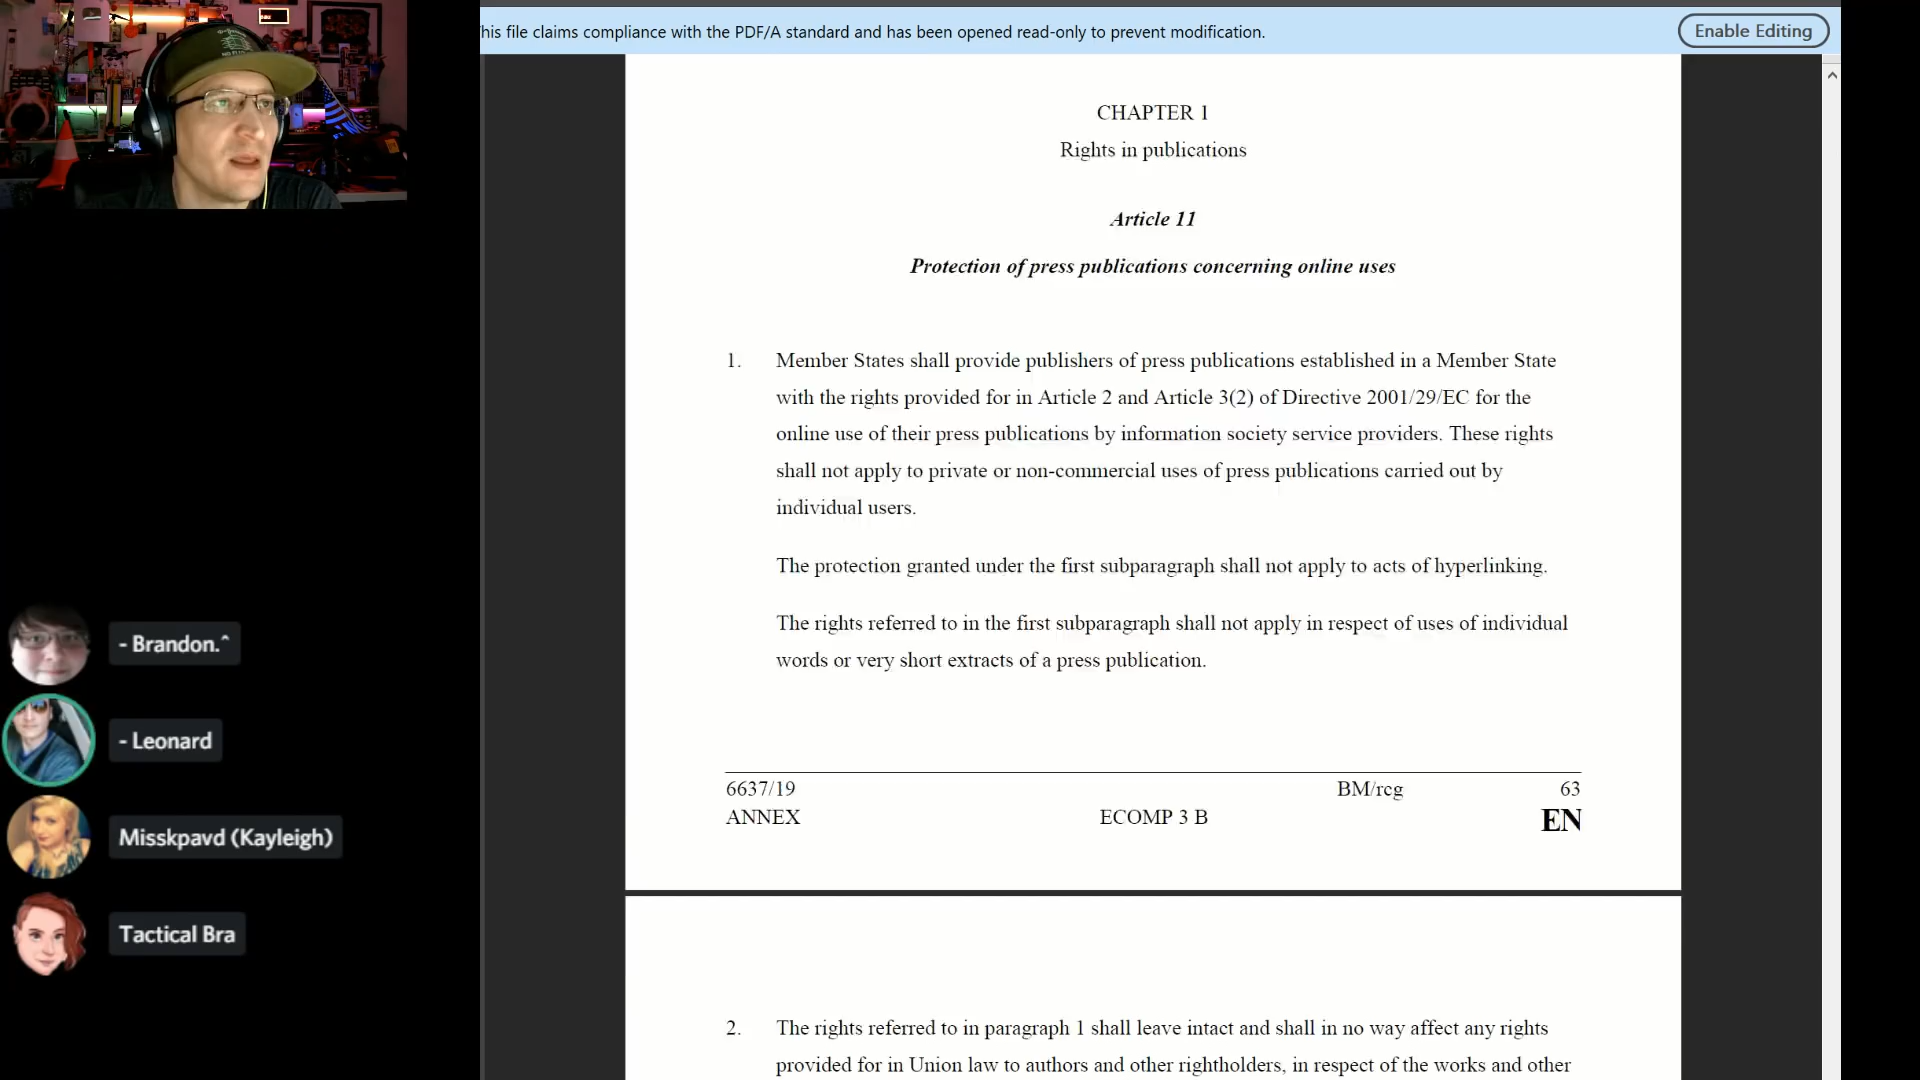 his file claims compliance with the PDF/A standard and has been opened read-only to prevent modification.
Enable Editing
CHAPTER 1
Rights in publications
Article 11
Protection of press publications concerning online uses
1. Member States shall provide publishers of press publications established in a Member State
with the rights provided for in Article 2 and Article 3(2) of Directive 2001/29/EC for the
online use of their press publications by information society service providers. These rights
shall not apply to private or non-commercial uses of press publications carried out by
individual users.
The protection granted under the first subparagraph shall not apply to acts of hyperlinking.
The rights referred to in the first subparagraph shall not apply in respect of uses of individual
words or very short extracts of a press publication.
6637/19 BM/rcg 63
ANNEX ECOMP 3 B EN
2. The rights referred to in paragraph 1 shall leave intact and shall in no way affect any rights
provided for in Union law to authors and other rightholders, in respect of the works and other
- Brandon.^
- Leonard
Misskpavd (Kayleigh)
Tactical Bra